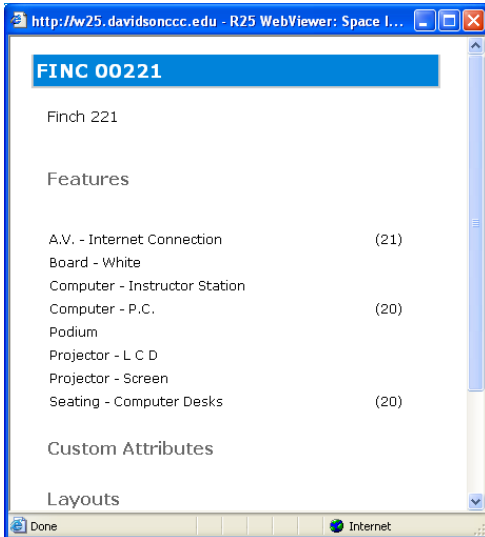 http://w25.davidsonccc.edu - R25 WebViewer: Space I...
FINC 00221
Finch 221
Features
A.V. - Internet Connection (21)
Board - White
Computer - Instructor Station
Computer - P.C. (20)
Podium
Projector - L C D
Projector - Screen
Seating - Computer Desks (20)
Custom Attributes
Layouts
Done Internet